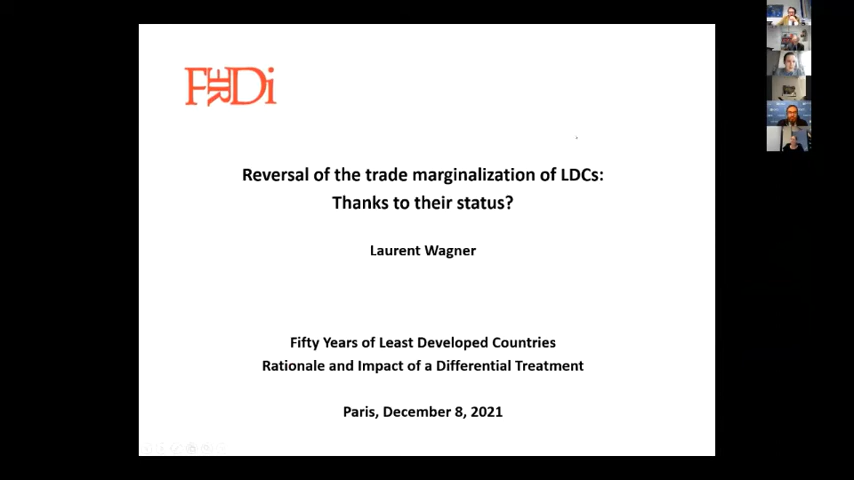 FERDi
Reversal of the trade marginalization of LDCs:
Thanks to their status?
Laurent Wagner
Fifty Years of Least Developed Countries
Rationale and Impact of a Differential Treatment
Paris, December 8, 2021